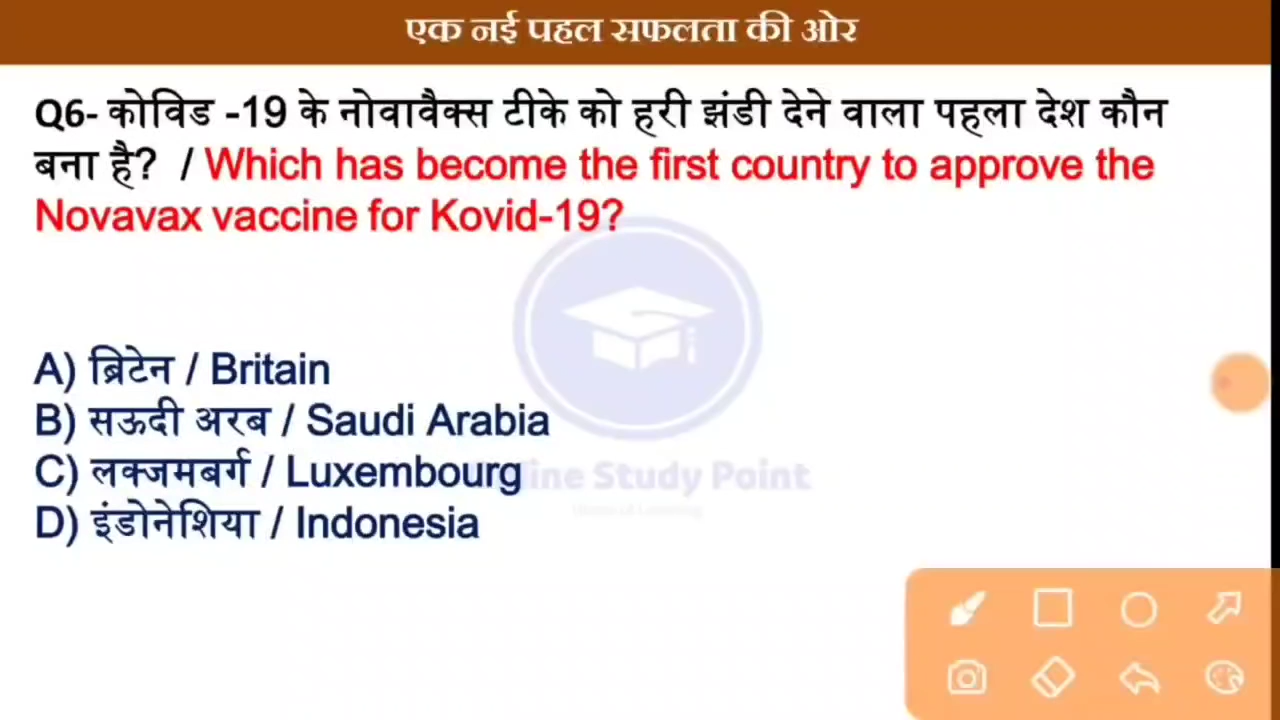 एक नई पहल सफलता की ओर
Q6- कोविड -19 के नोवावैक्स टीके को हरी झंडी देने वाला पहला देश कौन
बना है? / Which has become the first country to approve the
Novavax vaccine for Kovid-19?
A) ब्रिटेन / Britain
B) सऊदी अरब / Saudi Arabia
C) लक्जमबर्ग / Luxembourg
D) इंडोनेशिया / Indonesia
Study Point